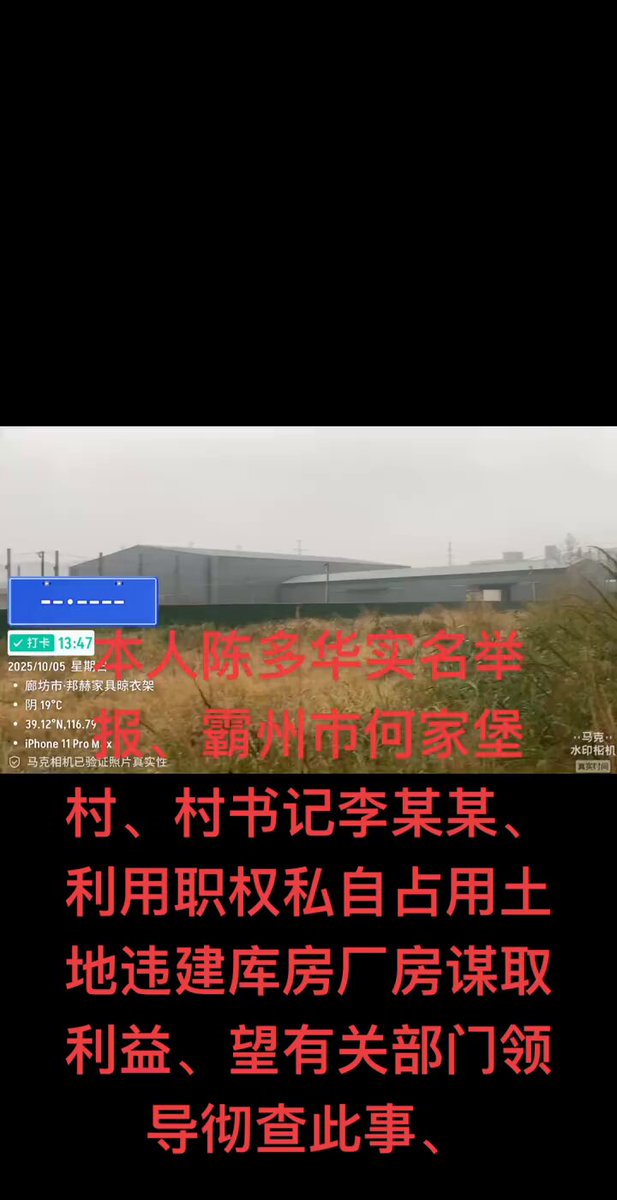 --•----
打卡 13:47
2025/10/05 星期日
廊坊市·邦赫家具晾衣架
阴 19°C
39.12°N,116.79
iPhone 11 Pro Max
马克相机已验证照片真实性
马克
水印相机
真实时间
本人陈多华实名举
报、霸州市何家堡
村、村书记李某某、
利用职权私自占用土
地违建库房厂房谋取
利益、望有关部门领
导彻查此事、